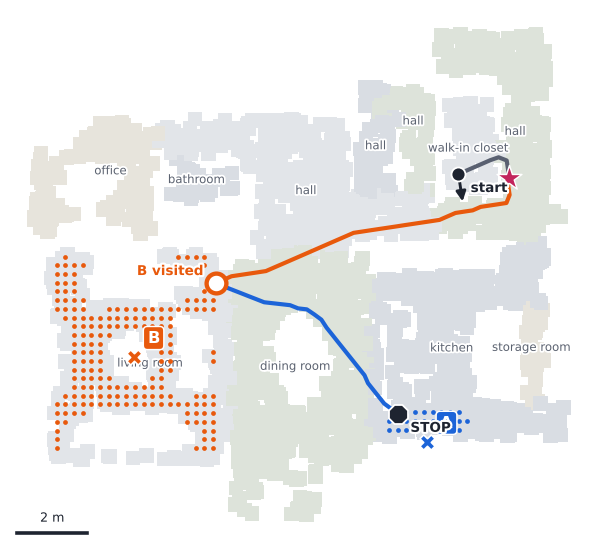 hall
hall
hall
walk-in closet
office
bathroom
start
hall
B visited
B
living room
dining room
kitchen
storage room
STOP
2 m